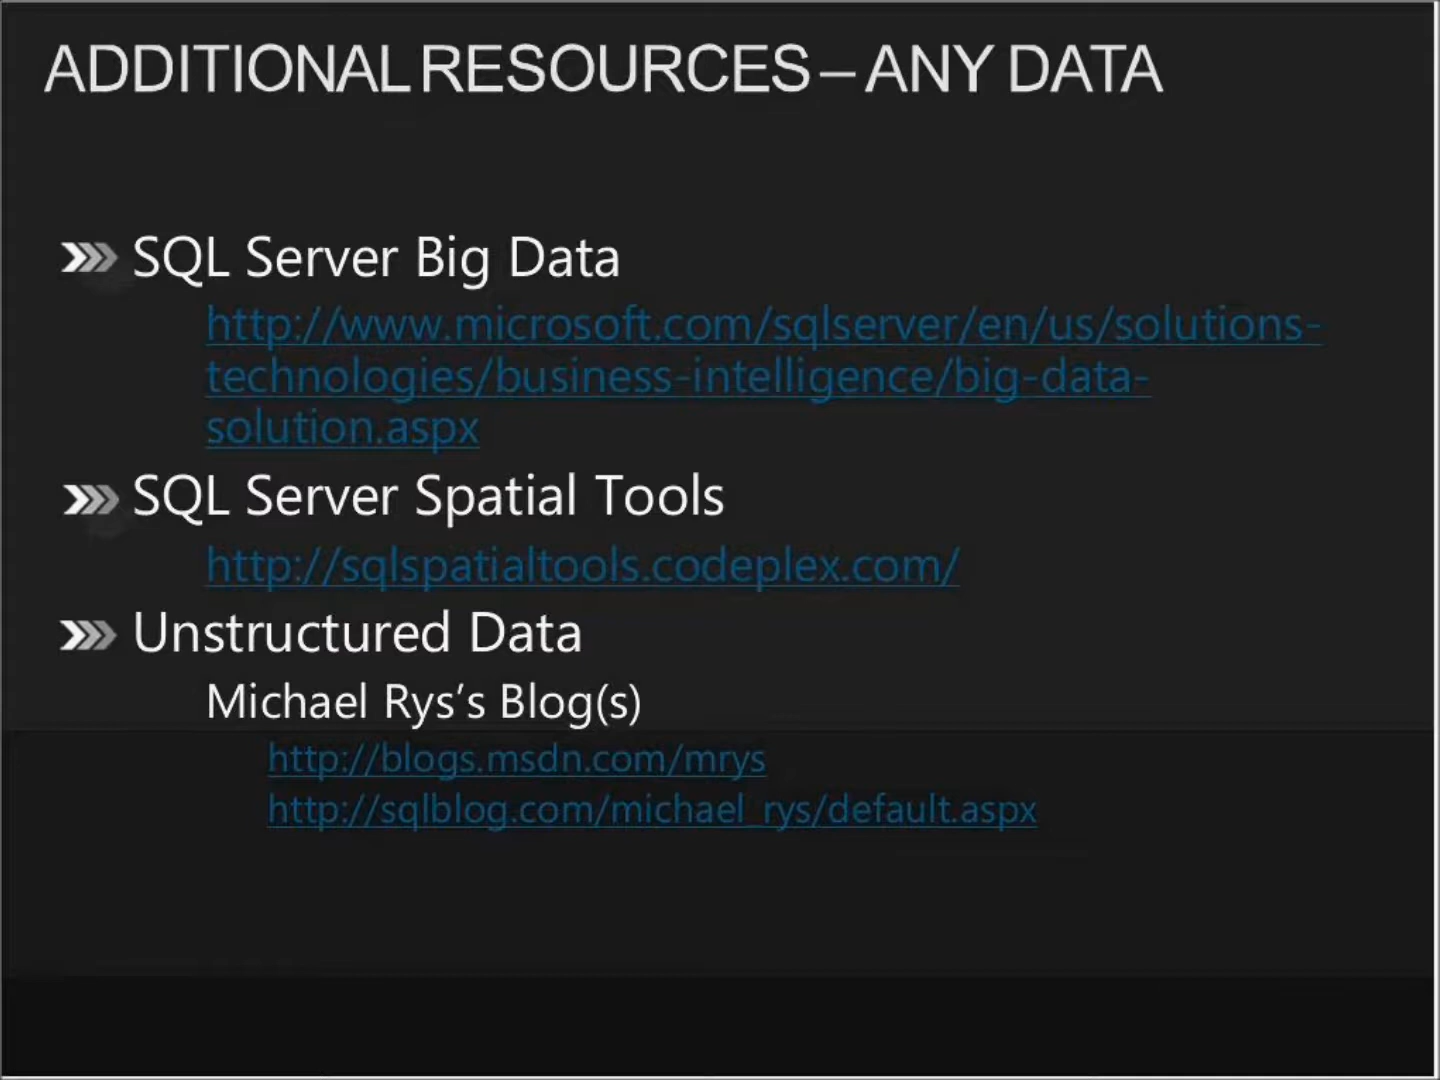 ADDITIONAL RESOURCES – ANY DATA
SQL Server Big Data
http://www.microsoft.com/sqlserver/en/us/solutions-
technologies/business-intelligence/big-data-
solution.aspx
SQL Server Spatial Tools
http://sqlspatialtools.codeplex.com/
Unstructured Data
Michael Rys’s Blog(s)
http://blogs.msdn.com/mrys
http://sqlblog.com/michael_rys/default.aspx